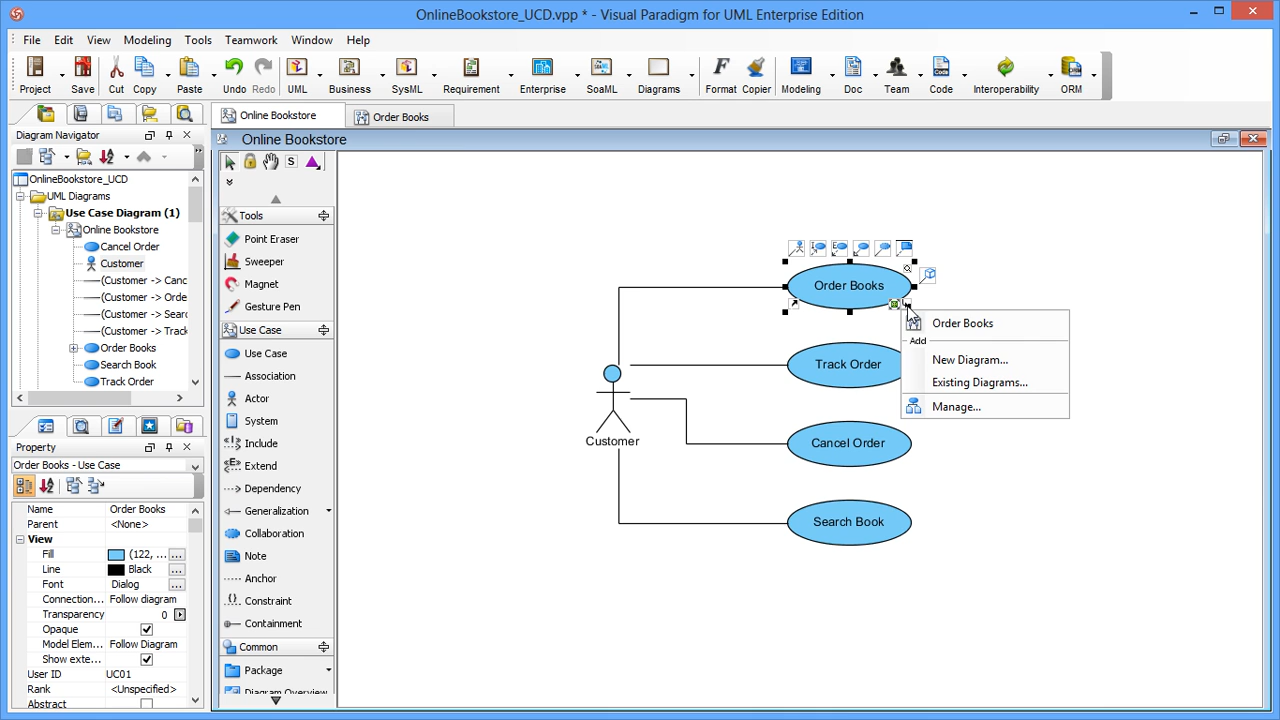 OnlineBookstore_UCD.vpp * - Visual Paradigm for UML Enterprise Edition
File Edit View Modeling Tools Teamwork Window Help
Project Save Cut Copy Paste Undo Redo UML Business SysML Requirement Enterprise SoaML Diagrams Format Copier Modeling Doc Team Code Interoperability ORM
Online Bookstore Order Books
Diagram Navigator
Online Bookstore
OnlineBookstore_UCD
UML Diagrams
Use Case Diagram (1)
Online Bookstore
Cancel Order
Customer
(Customer -> Canc
(Customer -> Orde
(Customer -> Sear
(Customer -> Track
Order Books
Search Book
Track Order
Property
Order Books - Use Case
Name Order Books
Parent <None>
View
Fill (122, ...
Line Black
Font Dialog
Connection... Follow diagram
Transparency 0
Opaque
Model Elem... Follow Diagram
Show exte...
User ID UC01
Rank <Unspecified>
Abstract
S
Tools
Point Eraser
Sweeper
Magnet
Gesture Pen
Use Case
Use Case
Association
Actor
System
Include
Extend
Dependency
Generalization
Collaboration
Note
Anchor
Constraint
Containment
Common
Package
Diagram Overview
Order Books
Track Order
Customer
Cancel Order
Search Book
Order Books
Add
New Diagram...
Existing Diagrams...
Manage...